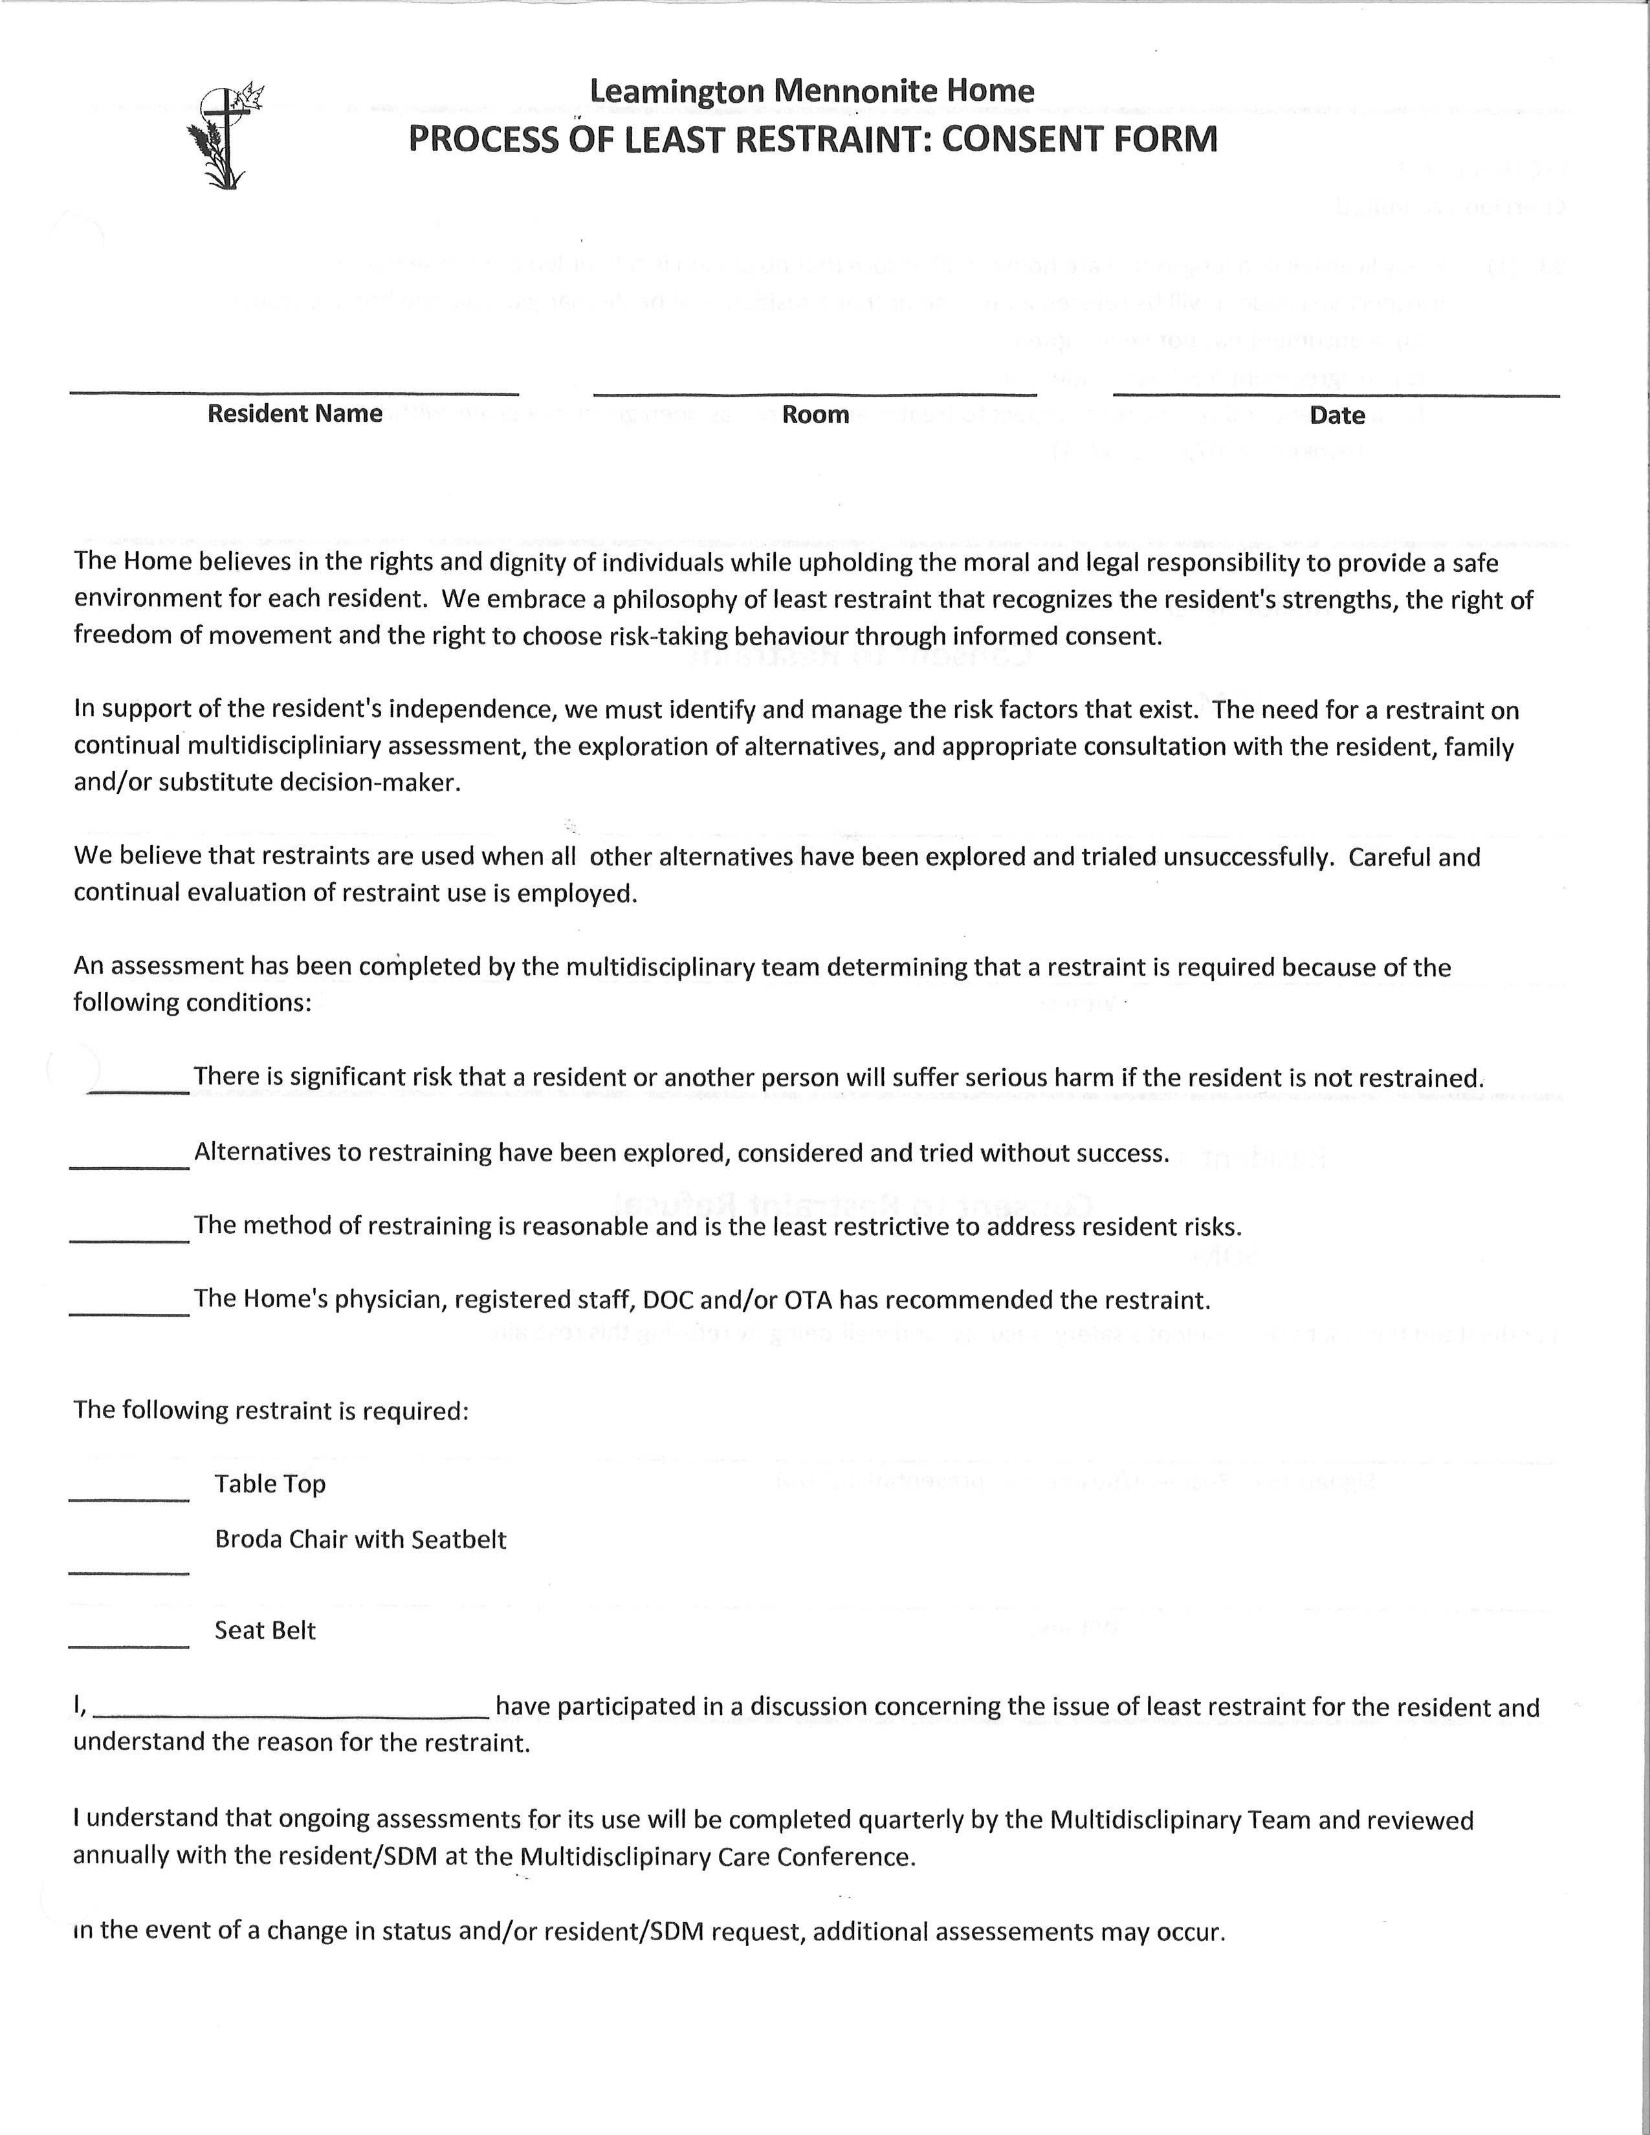 Leamington Mennonite Home
PROCESS OF LEAST RESTRAINT: CONSENT FORM
Resident Name Room Date
The Home believes in the rights and dignity of individuals while upholding the moral and legal responsibility to provide a safe
environment for each resident. We embrace a philosophy of least restraint that recognizes the resident's strengths, the right of
freedom of movement and the right to choose risk-taking behaviour through informed consent.
In support of the resident's independence, we must identify and manage the risk factors that exist. The need for a restraint on
continual multidiscipliniary assessment, the exploration of alternatives, and appropriate consultation with the resident, family
and/or substitute decision-maker.
We believe that restraints are used when all other alternatives have been explored and trialed unsuccessfully. Careful and
continual evaluation of restraint use is employed.
An assessment has been completed by the multidisciplinary team determining that a restraint is required because of the
following conditions:
There is significant risk that a resident or another person will suffer serious harm if the resident is not restrained.
Alternatives to restraining have been explored, considered and tried without success.
The method of restraining is reasonable and is the least restrictive to address resident risks.
The Home's physician, registered staff, DOC and/or OTA has recommended the restraint.
The following restraint is required:
Table Top
Broda Chair with Seatbelt
Seat Belt
I, ______________________ have participated in a discussion concerning the issue of least restraint for the resident and
understand the reason for the restraint.
I understand that ongoing assessments for its use will be completed quarterly by the Multidisclipinary Team and reviewed
annually with the resident/SDM at the Multidisclipinary Care Conference.
In the event of a change in status and/or resident/SDM request, additional assessements may occur.